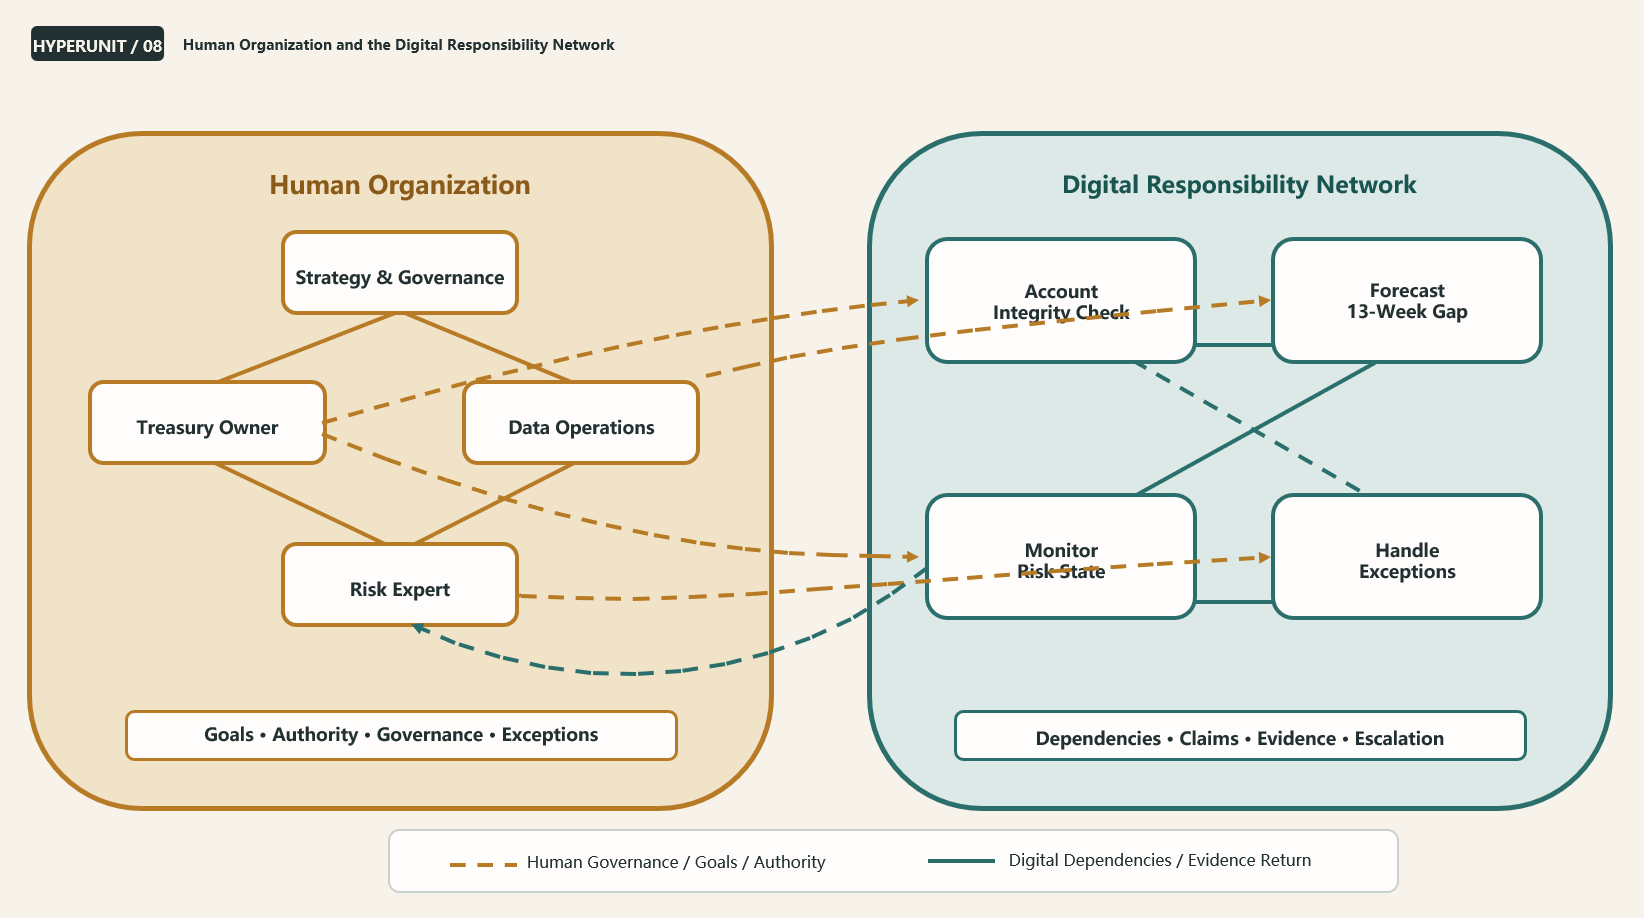 HYPERUNIT / 08
Human Organization and the Digital Responsibility Network
Human Organization
Strategy & Governance
Treasury Owner
Data Operations
Risk Expert
Goals • Authority • Governance • Exceptions
Digital Responsibility Network
Account
Integrity Check
Forecast
13-Week Gap
Monitor
Risk State
Handle
Exceptions
Dependencies • Claims • Evidence • Escalation
Human Governance / Goals / Authority
Digital Dependencies / Evidence Return